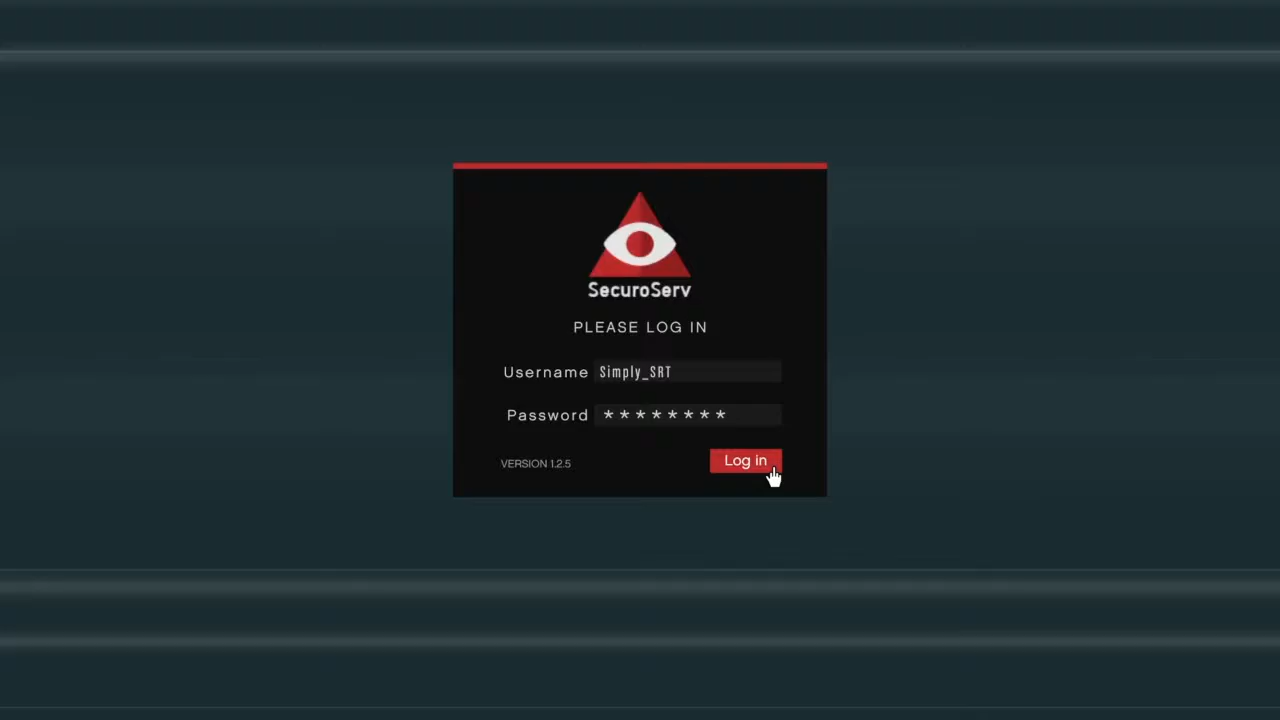 SecuroServ
PLEASE LOG IN
Username Simply_SRT
Password ********
VERSION 1.2.5 Log in